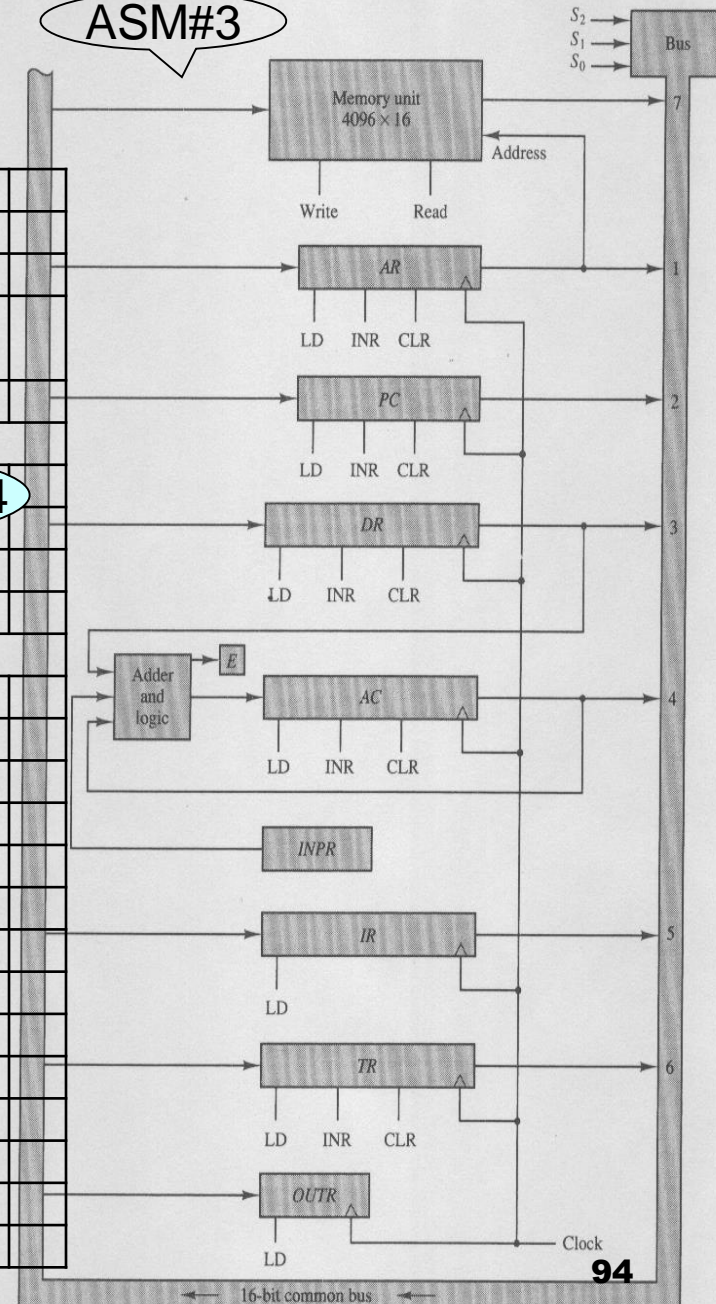 ASM#3
S2
S1
S0
Bus
Memory unit
4096 × 16
7
Address
Write Read
AR
1
LD INR CLR
PC
2
LD INR CLR
4
DR
3
LD INR CLR
E
Adder
and
logic
AC
4
LD INR CLR
INPR
IR
5
LD
TR
6
LD INR CLR
OUTR
LD
Clock
94
16-bit common bus